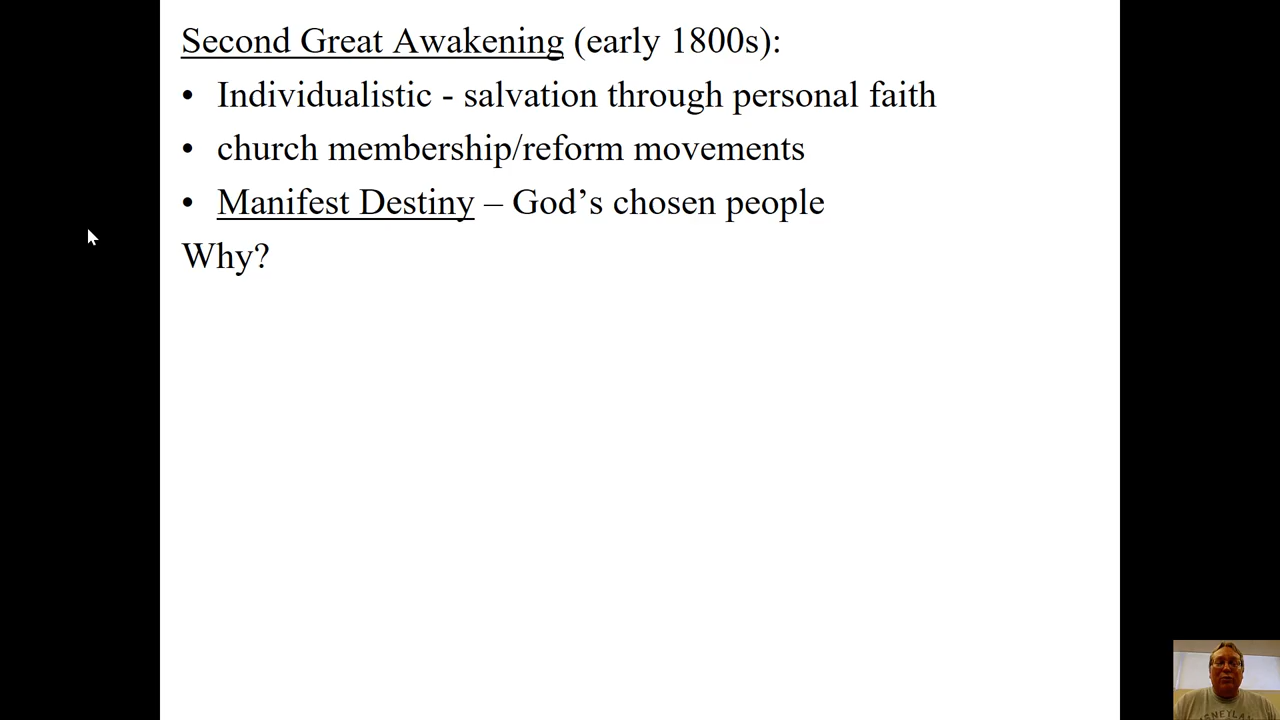 Second Great Awakening (early 1800s):
• Individualistic - salvation through personal faith
• church membership/reform movements
• Manifest Destiny – God’s chosen people
Why?